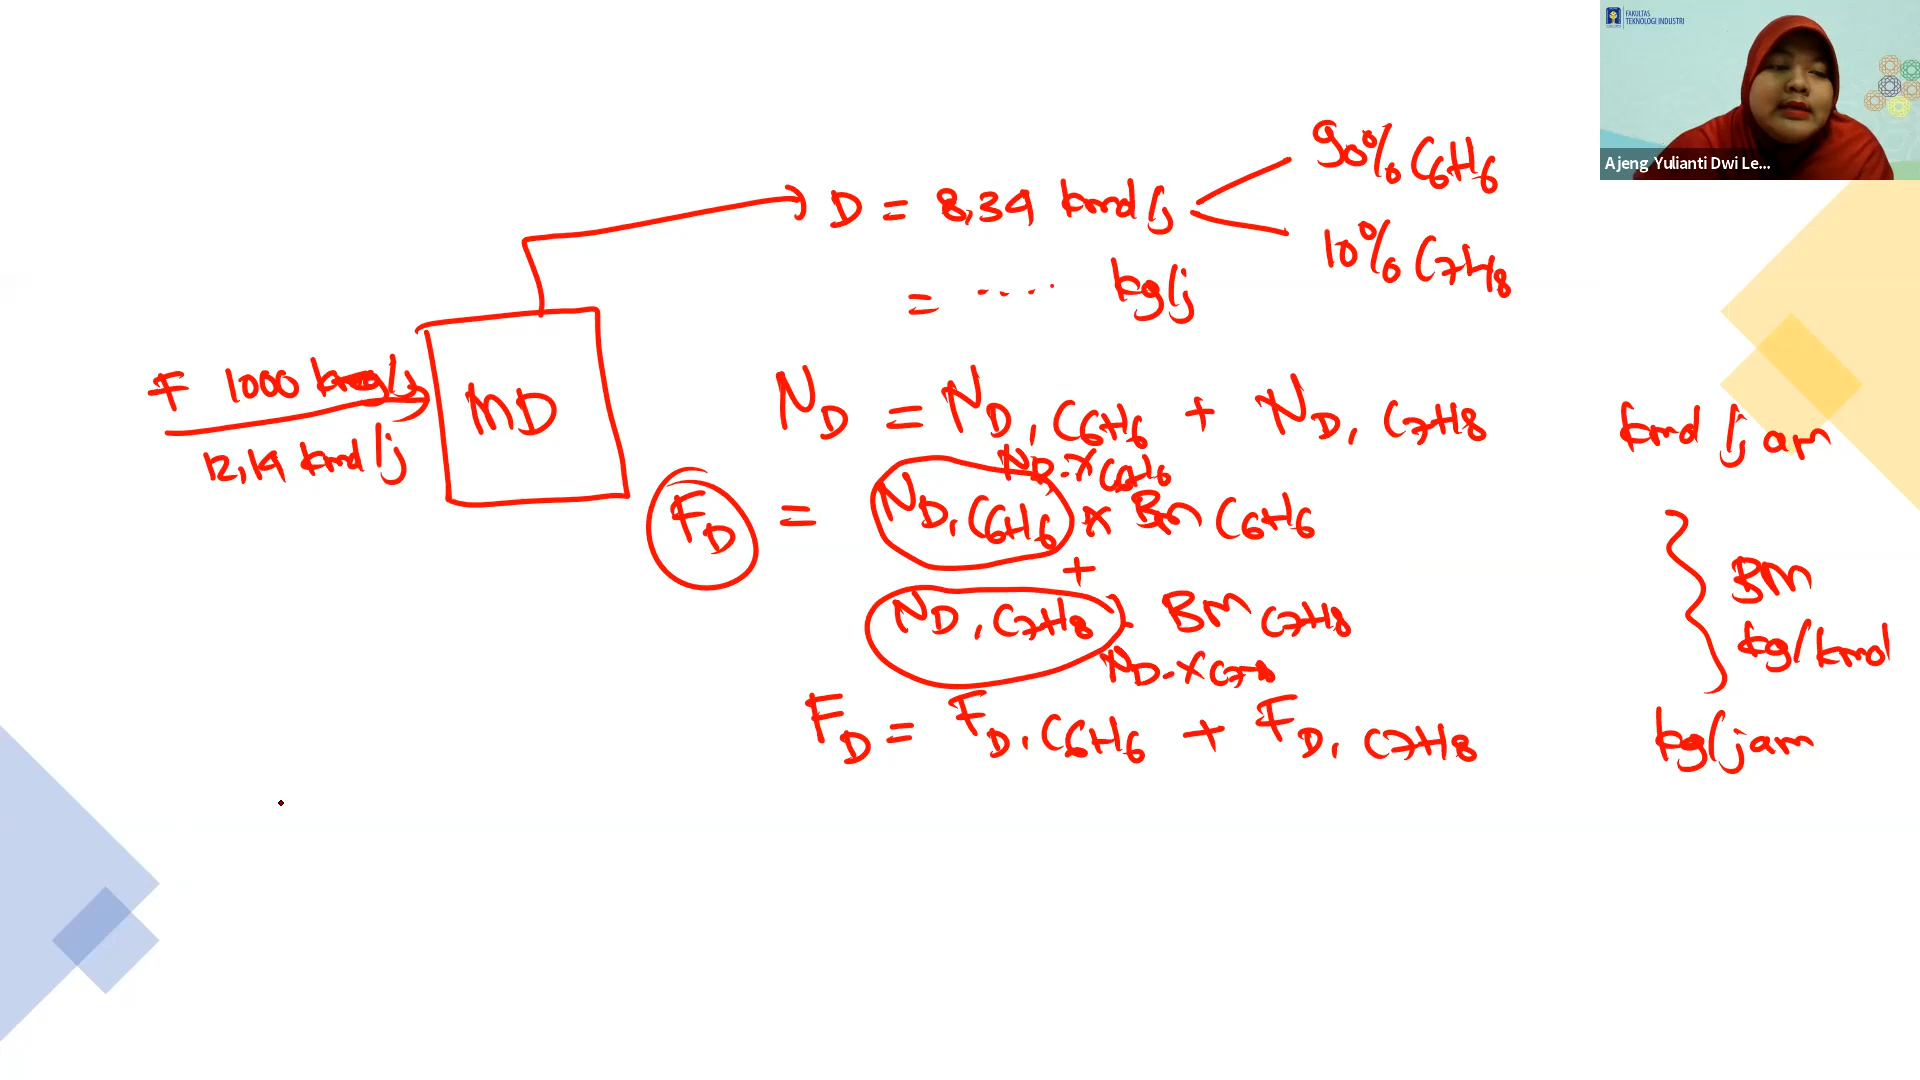 FAKULTAS
TEKNOLOGI INDUSTRI
Ajeng Yulianti Dwi Le...
90% C6H6
D = 8,34 kmol/j
10% C7H8
= ..... kg/j
F 1000 kg/j
12,14 kmol/j
MD
ND = ND, C6H6 + ND, C7H8 kmol/jam
ND.XC6H6
FD = ND, C6H6 x BM C6H6
+
ND, C7H8 . BM C7H8
ND.XC7H8
BM
kg/kmol
FD = FD, C6H6 + FD, C7H8 kg/jam